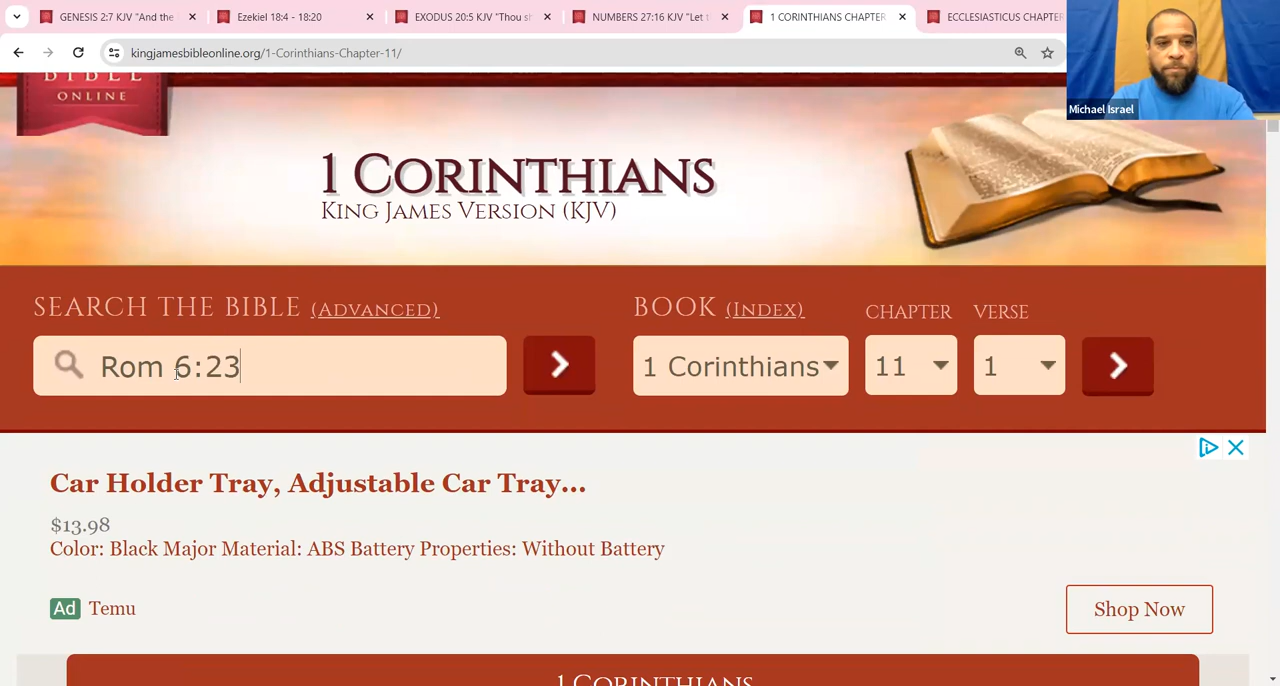 GENESIS 2:7 KJV "And the
Ezekiel 18:4 - 18:20
EXODUS 20:5 KJV "Thou sh
NUMBERS 27:16 KJV "Let t
1 CORINTHIANS CHAPTER
ECCLESIASTICUS CHAPTE
kingjamesbibleonline.org/1-Corinthians-Chapter-11/
Michael Israel
BIBLE
ONLINE
1 CORINTHIANS
KING JAMES VERSION (KJV)
SEARCH THE BIBLE (ADVANCED)
BOOK (INDEX)
CHAPTER
VERSE
Rom 6:23
1 Corinthians
11
1
Car Holder Tray, Adjustable Car Tray...
$13.98
Color: Black Major Material: ABS Battery Properties: Without Battery
Ad Temu
Shop Now
1 CORINTHIANS